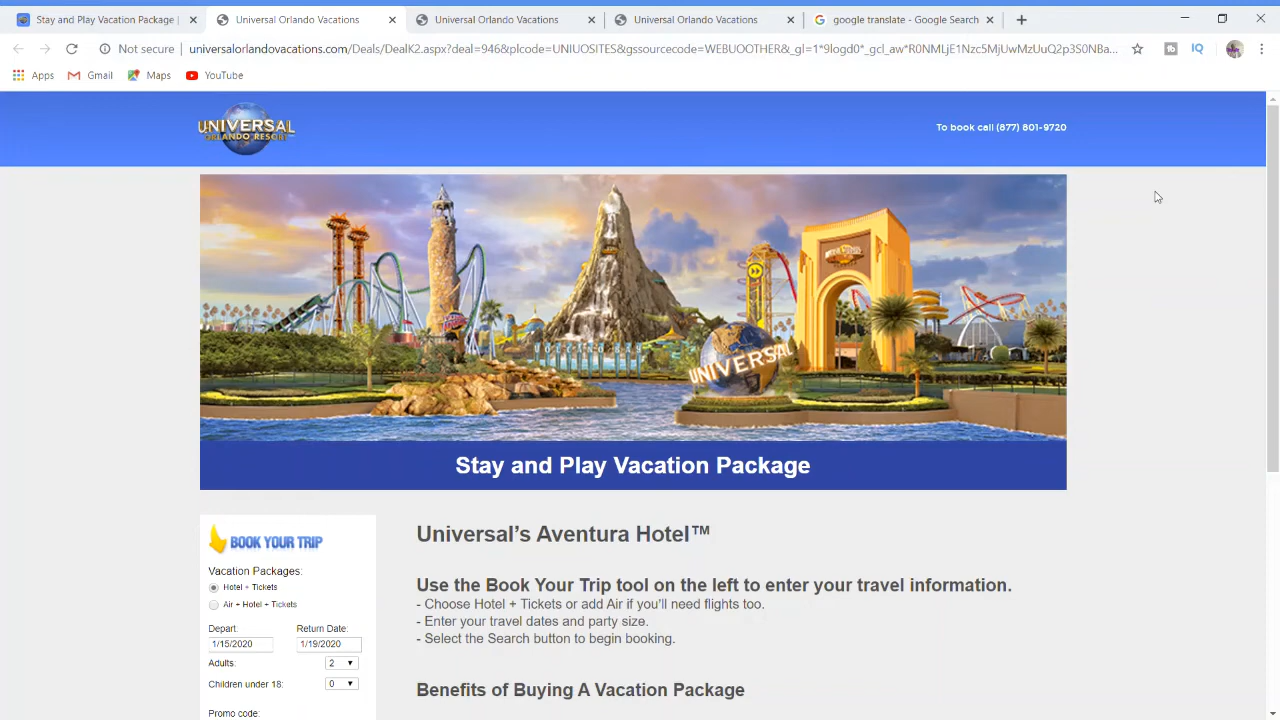 Stay and Play Vacation Package |
Universal Orlando Vacations
Universal Orlando Vacations
Universal Orlando Vacations
google translate - Google Search
Not secure
universalorlandovacations.com/Deals/DealK2.aspx?deal=946&plcode=UNIUOSITES&gssourcecode=WEBUOOTHER&_gl=1*9logd0*_gcl_aw*R0NMLjE1Nzc5MjUwMzUuQ2p3S0NBa...
IQ
Apps
Gmail
Maps
YouTube
UNIVERSAL
ORLANDO RESORT
To book call (877) 801-9720
UNIVERSAL
Stay and Play Vacation Package
BOOK YOUR TRIP
Vacation Packages:
Hotel + Tickets
Air + Hotel + Tickets
Depart:
Return Date:
1/15/2020
1/19/2020
Adults:
2
Children under 18:
0
Promo code:
Universal’s Aventura Hotel™
Use the Book Your Trip tool on the left to enter your travel information.
- Choose Hotel + Tickets or add Air if you'll need flights too.
- Enter your travel dates and party size.
- Select the Search button to begin booking.
Benefits of Buying A Vacation Package